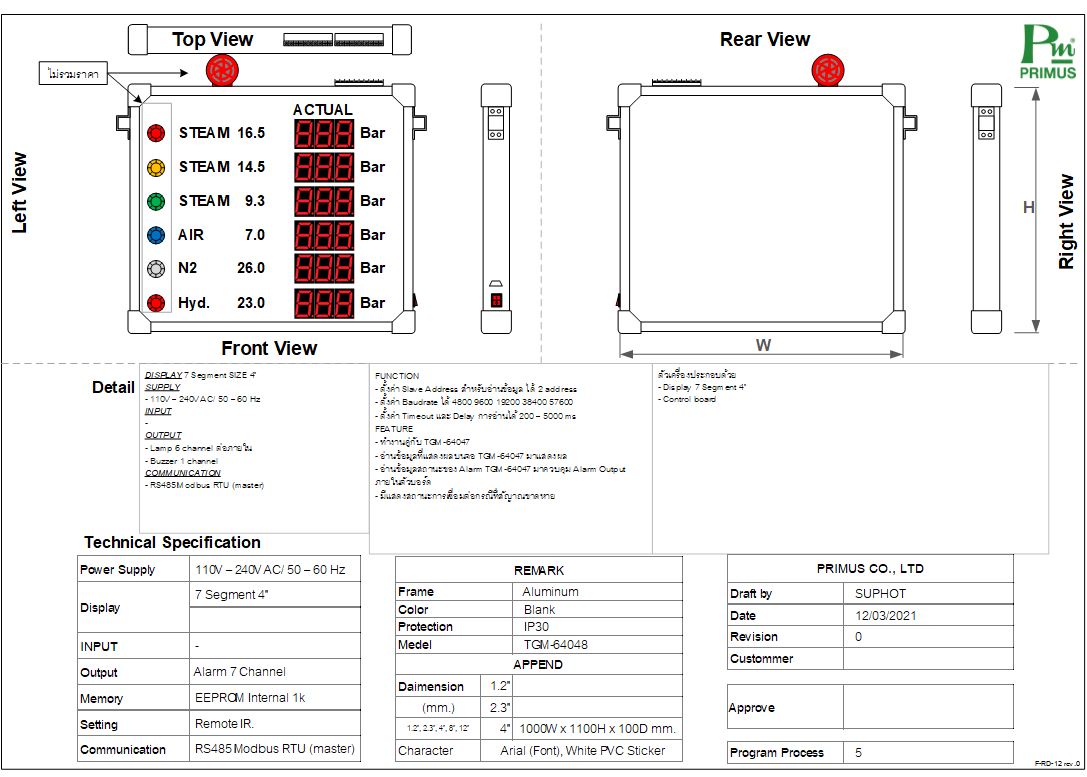 Top View
Rear View
Pm
PRIMUS
ไม่รวมราคา
Left View
ACTUAL
STEAM 16.5 888 Bar
STEAM 14.5 888 Bar
STEAM 9.3 888 Bar
AIR 7.0 888 Bar
N2 26.0 888 Bar
Hyd. 23.0 888 Bar
Front View
H
W
Right View
Detail
DISPLAY 7 Segment SIZE 4"
SUPPLY
- 110V – 240V AC/ 50 – 60 Hz
INPUT
-
OUTPUT
- Lamp 6 channel ต่อภายใน
- Buzzer 1 channel
COMMUNICATION
- RS485 Modbus RTU (master)
FUNCTION
- ตั้งค่า Slave Address สำหรับอ่านข้อมูล ได้ 2 address
- ตั้งค่า Baudrate ได้ 4800 9600 19200 38400 57600
- ตั้งค่า Timeout และ Delay การอ่านได้ 200 – 5000 ms
FEATURE
- ทำงานคู่กับ TGM-64047
- อ่านข้อมูลที่แสดงผลบนจอ TGM-64047 มาแสดงผล
- อ่านข้อมูลสถานะของ Alarm TGM-64047 มาควบคุม Alarm Output
ภายในตัวบอร์ด
- มีแสดงสถานะการเชื่อมต่อกรณีที่สัญญาณขาดหาย
ตัวเครื่องประกอบด้วย
- Display 7 Segment 4"
- Control board
Technical Specification
Power Supply 110V – 240V AC/ 50 – 60 Hz
Display 7 Segment 4"
INPUT -
Output Alarm 7 Channel
Memory EEPROM Internal 1k
Setting Remote IR.
Communication RS485 Modbus RTU (master)
REMARK
Frame Aluminum
Color Blank
Protection IP30
Medel TGM-64048
APPEND
Daimension 1.2"
(mm.) 2.3"
1.2", 2.3", 4", 8", 12" 4" 1000W x 1100H x 100D mm.
Character Arial (Font), White PVC Sticker
PRIMUS CO., LTD
Draft by SUPHOT
Date 12/03/2021
Revision 0
Custommer
Approve
Program Process 5
F-RD-12 rev.0